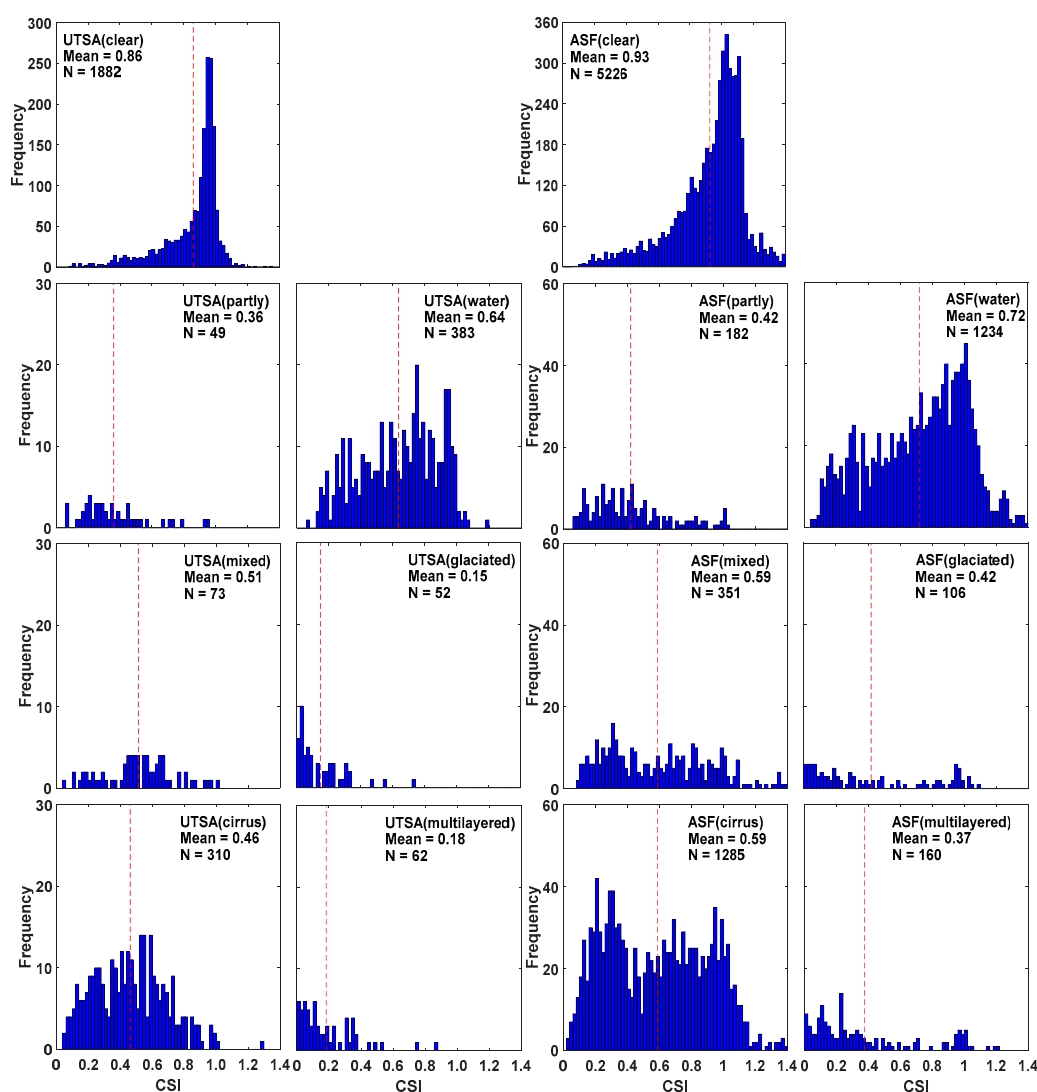 300
250
200
150
100
50
0
Frequency
UTSA(clear)
Mean = 0.86
N = 1882
360
300
240
180
120
60
0
Frequency
ASF(clear)
Mean = 0.93
N = 5226
30
20
10
0
Frequency
UTSA(partly)
Mean = 0.36
N = 49
UTSA(water)
Mean = 0.64
N = 383
60
40
20
0
Frequency
ASF(partly)
Mean = 0.42
N = 182
ASF(water)
Mean = 0.72
N = 1234
30
20
10
0
Frequency
UTSA(mixed)
Mean = 0.51
N = 73
UTSA(glaciated)
Mean = 0.15
N = 52
60
40
20
0
Frequency
ASF(mixed)
Mean = 0.59
N = 351
ASF(glaciated)
Mean = 0.42
N = 106
30
20
10
0
Frequency
UTSA(cirrus)
Mean = 0.46
N = 310
UTSA(multilayered)
Mean = 0.18
N = 62
60
40
20
0
Frequency
ASF(cirrus)
Mean = 0.59
N = 1285
ASF(multilayered)
Mean = 0.37
N = 160
0 0.2 0.4 0.6 0.8 1.0 1.2 1.4
CSI
0.2 0.4 0.6 0.8 1.0 1.2 1.4
CSI
0 0.2 0.4 0.6 0.8 1.0 1.2 1.4
CSI
0.2 0.4 0.6 0.8 1.0 1.2 1.4
CSI